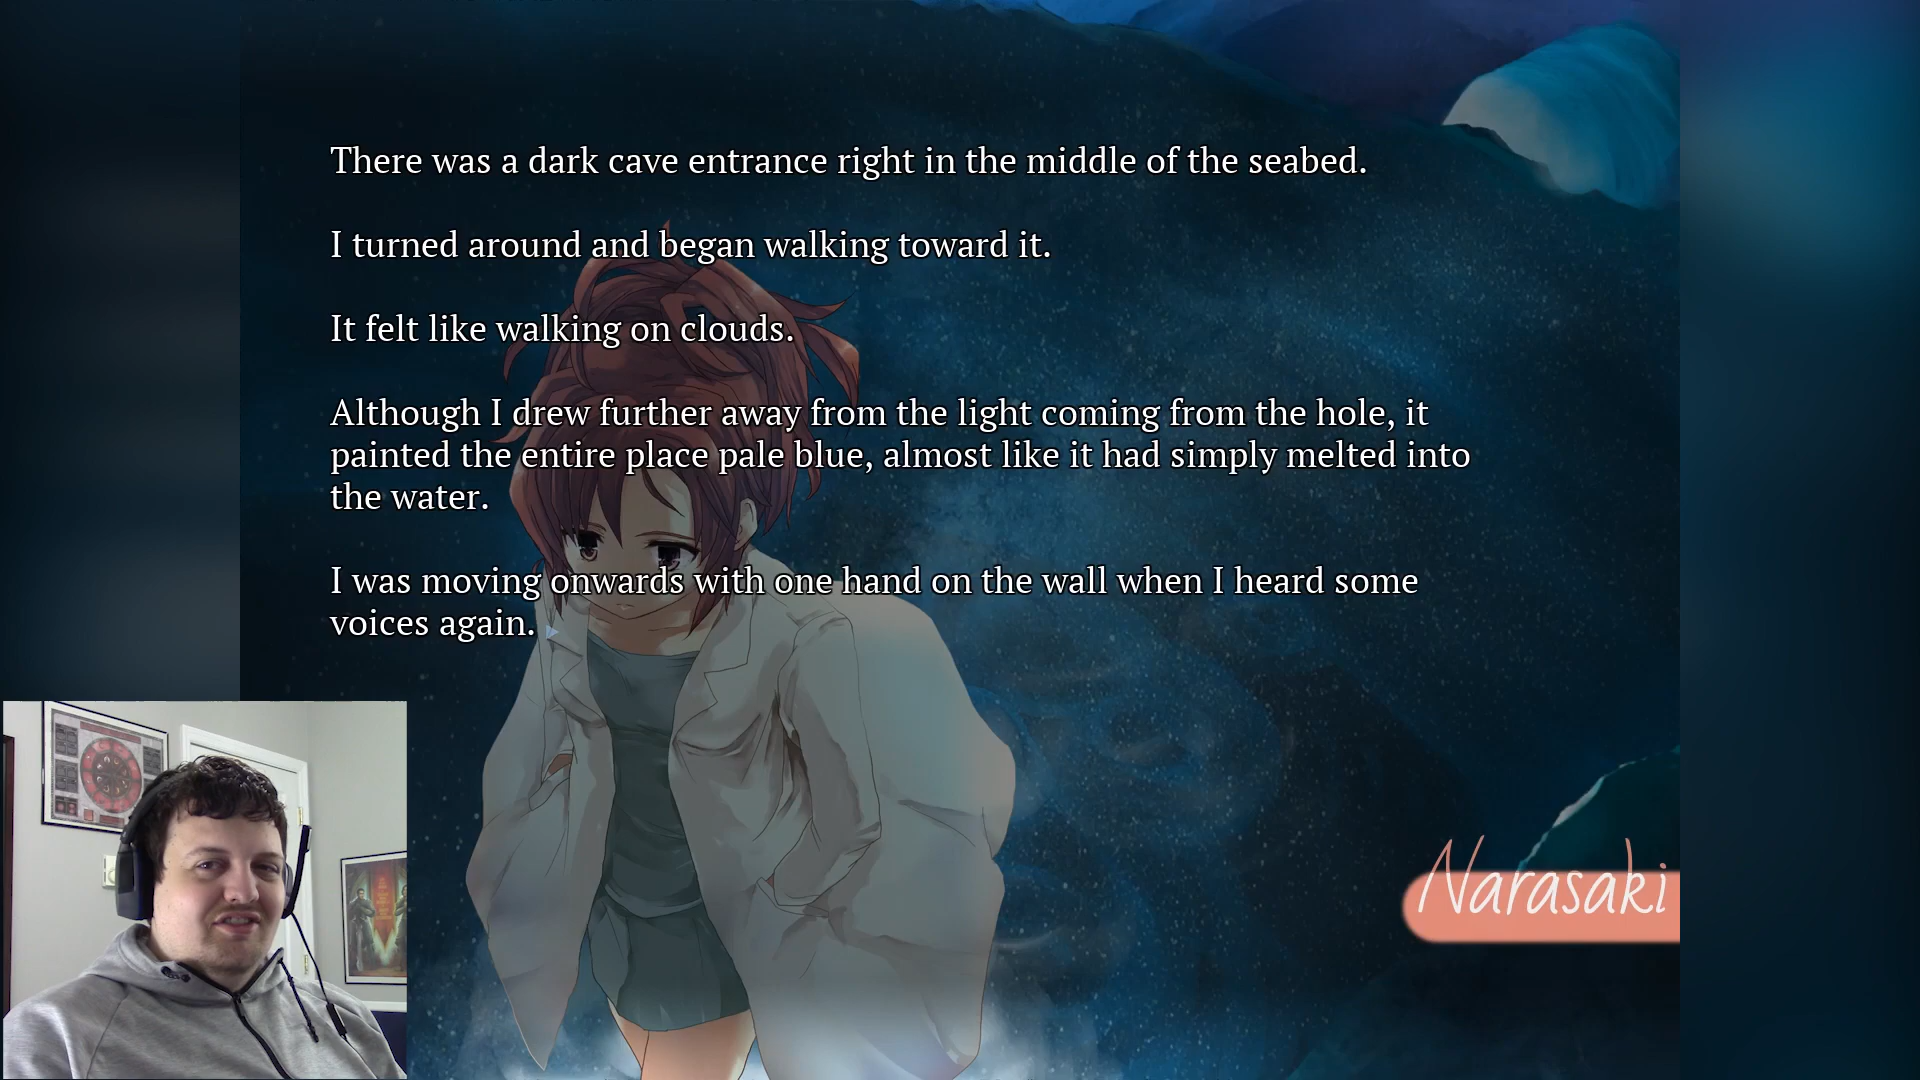 There was a dark cave entrance right in the middle of the seabed.
I turned around and began walking toward it.
It felt like walking on clouds.
Although I drew further away from the light coming from the hole, it
painted the entire place pale blue, almost like it had simply melted into
the water.
I was moving onwards with one hand on the wall when I heard some
voices again.
Narasaki